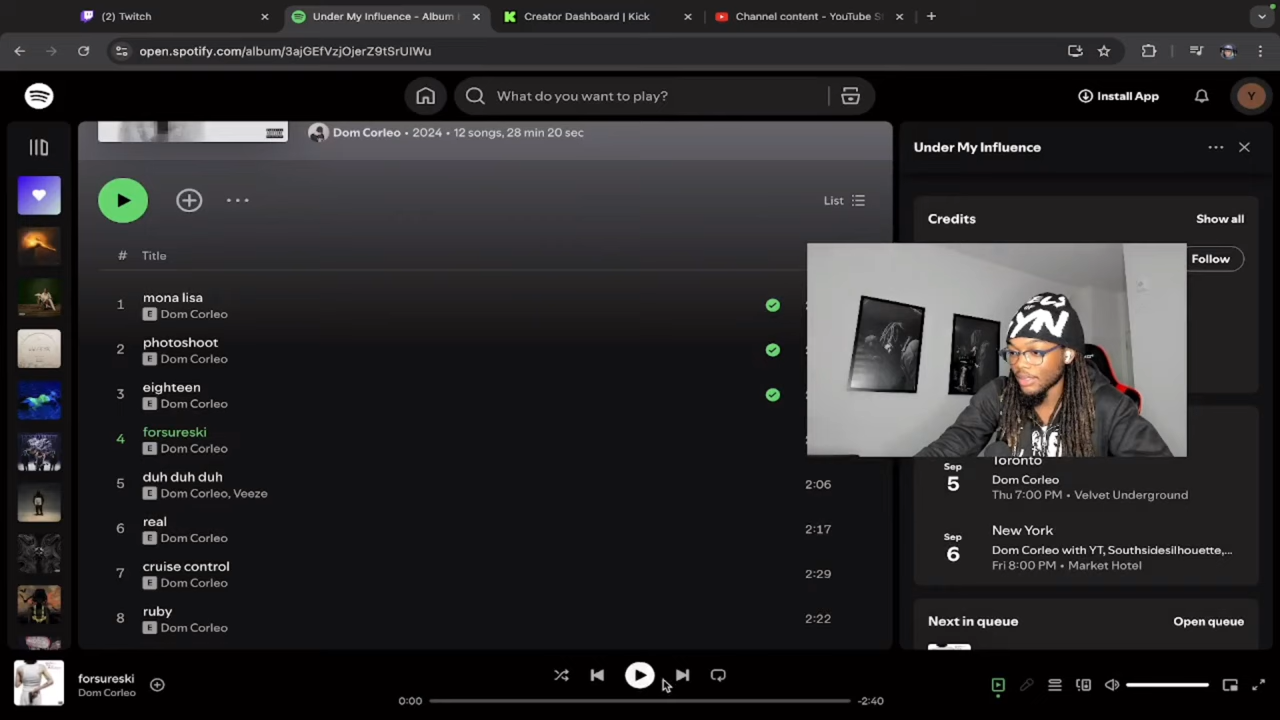 (2) Twitch
Under My Influence - Album
Creator Dashboard | Kick
Channel content - YouTube St
open.spotify.com/album/3ajGEfVzjOjerZ9tSrUIWu
What do you want to play?
Install App
Y
Dom Corleo • 2024 • 12 songs, 28 min 20 sec
Under My Influence
List
Credits
Show all
Follow
# Title
1 mona lisa
E Dom Corleo
2 photoshoot
E Dom Corleo
3 eighteen
E Dom Corleo
4 forsureski
E Dom Corleo
5 duh duh duh 2:06
E Dom Corleo, Veeze
6 real 2:17
E Dom Corleo
7 cruise control 2:29
E Dom Corleo
8 ruby 2:22
E Dom Corleo
Sep 5
Toronto
Dom Corleo
Thu 7:00 PM • Velvet Underground
Sep 6
New York
Dom Corleo with YT, Southsidesilhouette,...
Fri 8:00 PM • Market Hotel
Next in queue
Open queue
forsureski
Dom Corleo
0:00
-2:40